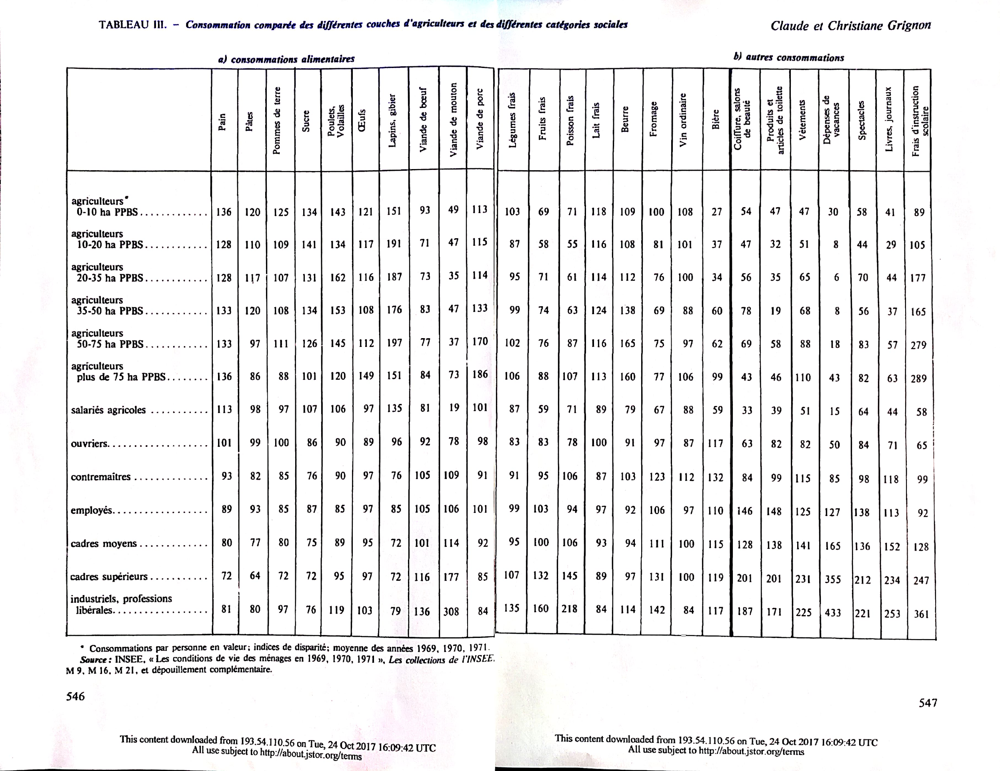 TABLEAU III. – Consommation comparée des différentes couches d'agriculteurs et des différentes catégories sociales
Claude et Christiane Grignon
a) consommations alimentaires
b) autres consommations
Pain
Pâtes
Pommes de terre
Sucre
Poulets,
Volailles
Œufs
Lapins, gibier
Viande de bœuf
Viande de mouton
Viande de porc
Légumes frais
Fruits frais
Poisson frais
Lait frais
Beurre
Fromage
Vin ordinaire
Bière
Coiffure, salons
de beauté
Produits et
articles de toilette
Vêtements
Dépenses de
vacances
Spectacles
Livres, journaux
Frais d'instruction
scolaire
agriculteurs*
0-10 ha PPBS............. 136 120 125 134 143 121 151 93 49 113 103 69 71 118 109 100 108 27 54 47 47 30 58 41 89
agriculteurs
10-20 ha PPBS............ 128 110 109 141 134 117 191 71 47 115 87 58 55 116 108 81 101 37 47 32 51 8 44 29 105
agriculteurs
20-35 ha PPBS............ 128 117 107 131 162 116 187 73 35 114 95 71 61 114 112 76 100 34 56 35 65 6 70 44 177
agriculteurs
35-50 ha PPBS............ 133 120 108 134 153 108 176 83 47 133 99 74 63 124 138 69 88 60 78 19 68 8 56 37 165
agriculteurs
50-75 ha PPBS............ 133 97 111 126 145 112 197 77 37 170 102 76 87 116 165 75 97 62 69 58 88 18 83 57 279
agriculteurs
plus de 75 ha PPBS........ 136 86 88 101 120 149 151 84 73 186 106 88 107 113 160 77 106 99 43 46 110 43 82 63 289
salariés agricoles ........... 113 98 97 107 106 97 135 81 19 101 87 59 71 89 79 67 88 59 33 39 51 15 64 44 58
ouvriers................... 101 99 100 86 90 89 96 92 78 98 83 83 78 100 91 97 87 117 63 82 82 50 84 71 65
contremaîtres .............. 93 82 85 76 90 97 76 105 109 91 91 95 106 87 103 123 112 132 84 99 115 85 98 118 99
employés.................. 89 93 85 87 85 97 85 105 106 101 99 103 94 97 92 106 97 110 146 148 125 127 138 113 92
cadres moyens ............. 80 77 80 75 89 95 72 101 114 92 95 100 106 93 94 111 100 115 128 138 141 165 136 152 128
cadres supérieurs ........... 72 64 72 72 95 97 72 116 177 85 107 132 145 89 97 131 100 119 201 201 231 355 212 234 247
industriels, professions
libérales.................. 81 80 97 76 119 103 79 136 308 84 135 160 218 84 114 142 84 117 187 171 225 433 221 253 361
* Consommations par personne en valeur; indices de disparité; moyenne des années 1969, 1970, 1971.
Source : INSEE, « Les conditions de vie des ménages en 1969, 1970, 1971 », Les collections de l'INSEE,
M 9, M 16, M 21, et dépouillement complémentaire.
546
547
This content downloaded from 193.54.110.56 on Tue, 24 Oct 2017 16:09:42 UTC
All use subject to http://about.jstor.org/terms
This content downloaded from 193.54.110.56 on Tue, 24 Oct 2017 16:09:42 UTC
All use subject to http://about.jstor.org/terms